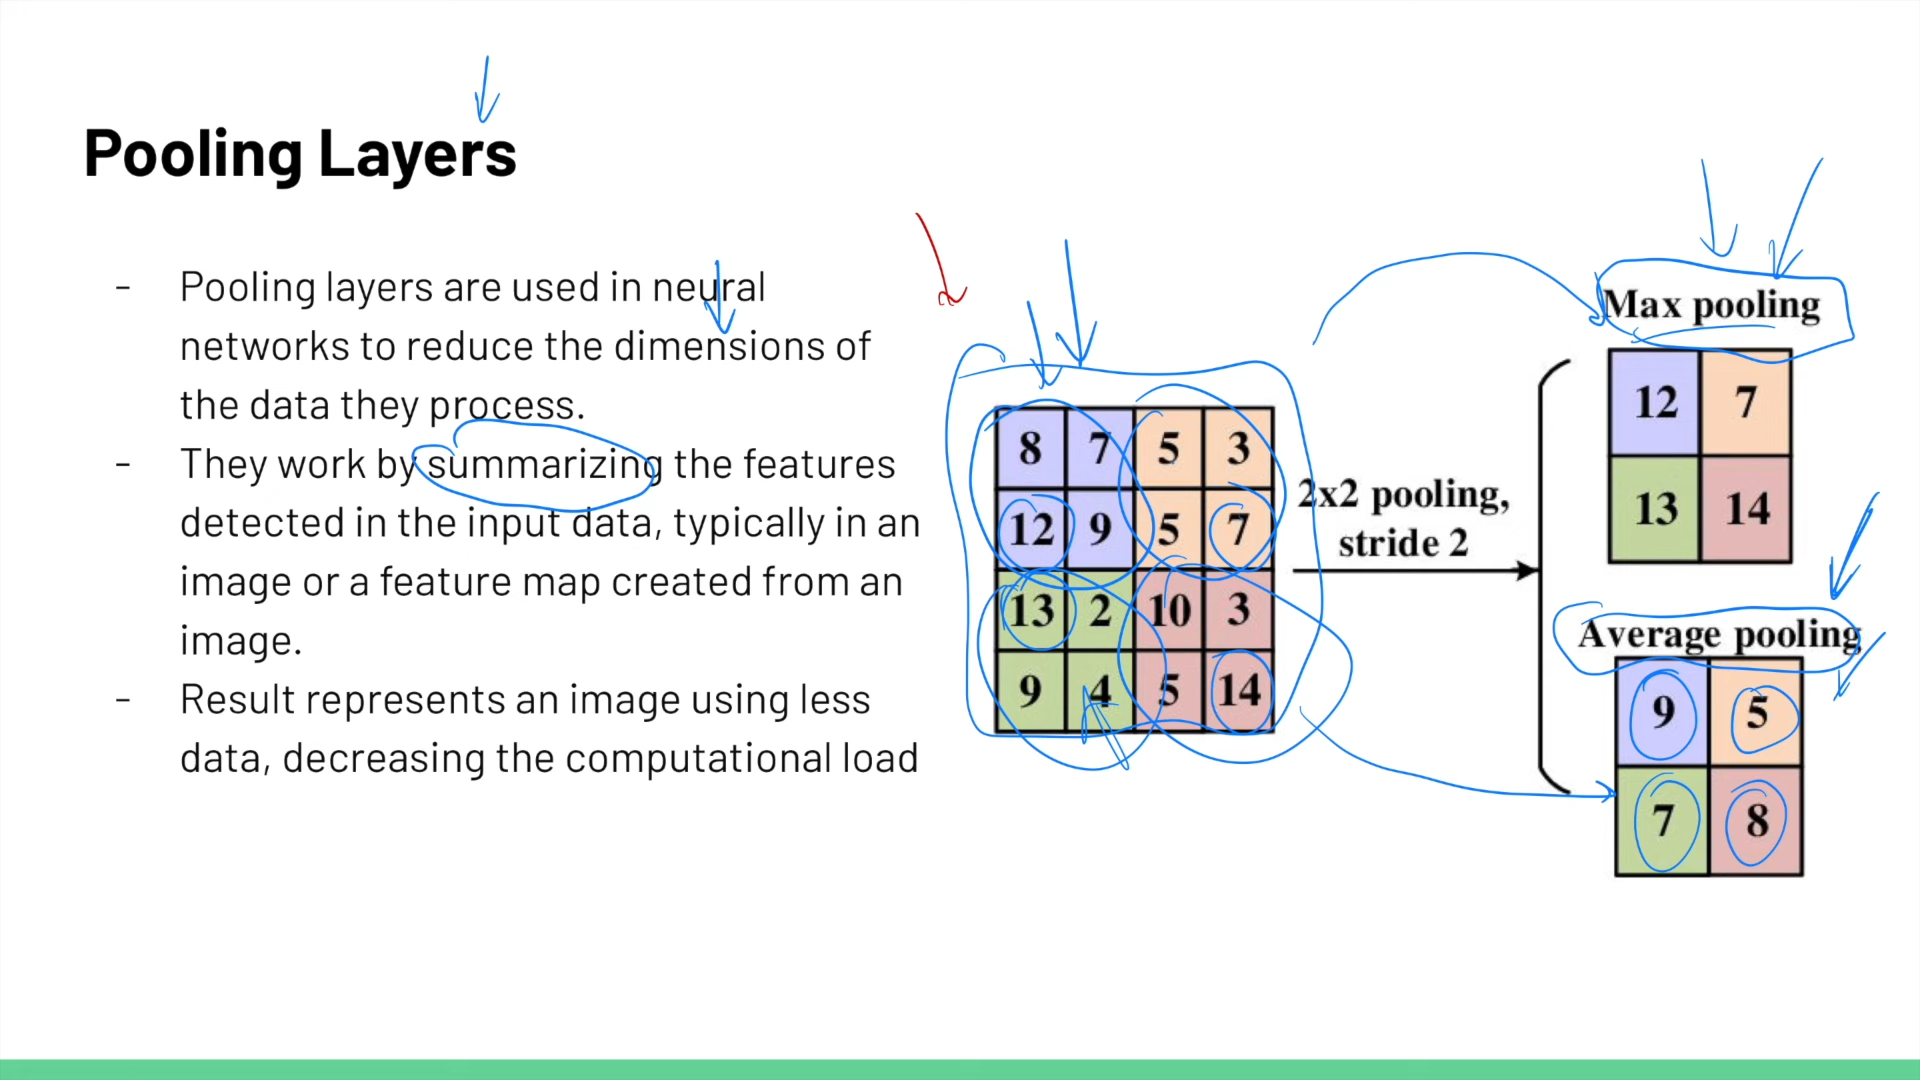 Pooling Layers
- Pooling layers are used in neural
networks to reduce the dimensions of
the data they process.
- They work by summarizing the features
detected in the input data, typically in an
image or a feature map created from an
image.
- Result represents an image using less
data, decreasing the computational load
8 7 5 3
12 9 5 7
13 2 10 3
9 4 5 14
2x2 pooling,
stride 2
Max pooling
12 7
13 14
Average pooling
9 5
7 8